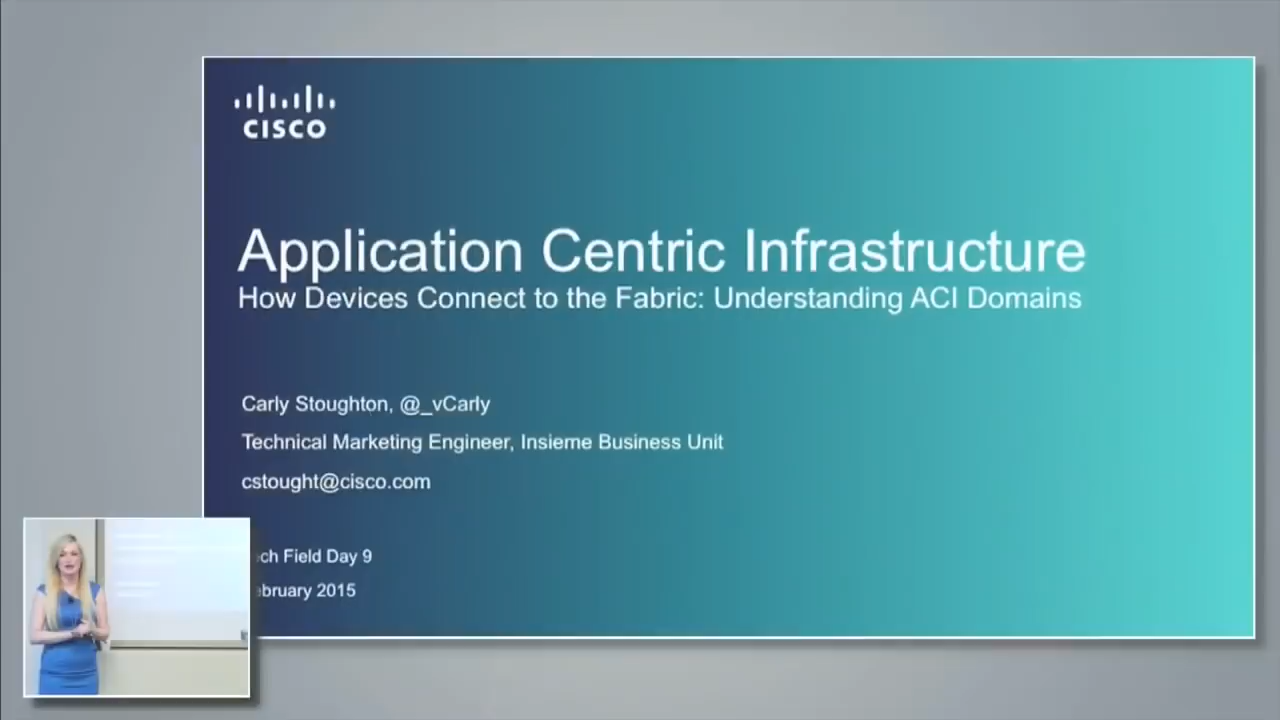 CISCO
Application Centric Infrastructure
How Devices Connect to the Fabric: Understanding ACI Domains
Carly Stoughton, @_vCarly
Technical Marketing Engineer, Insieme Business Unit
cstought@cisco.com
ch Field Day 9
ebruary 2015